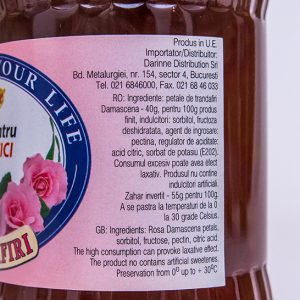 YOUR LIFE
ntru
ICI
FIRI
Produs in U.E.
Importator/Distribuitor:
Darinne Distribution Srl
Bd. Metalurgiei, nr. 154, sector 4, Bucuresti
Tel. 021 6846000, Fax. 021 68 46 033
RO: Ingrediente: petale de trandafiri
Damascena - 40g, pentru 100g produs
finit, indulcitori: sorbitol, fructoza
deshidratata, agent de ingrosare:
pectina, regulator de aciditate:
acid citric, sorbat de potasiu (E202).
Consumul excesiv poate avea efect
laxativ. Produsul nu contine
indulcitori artificiali.
Zahar invertit - 55g pentru 100g.
A se pastra la temperaturi de la 0
la 30 grade Celsius.
GB: Ingredients: Rosa Damascena petals,
sorbitol, fructose, pectin, citric acid.
The high consumption can provoke laxative effect.
The product contains no artificial sweetenes.
Preservation from 0° up to + 30°C